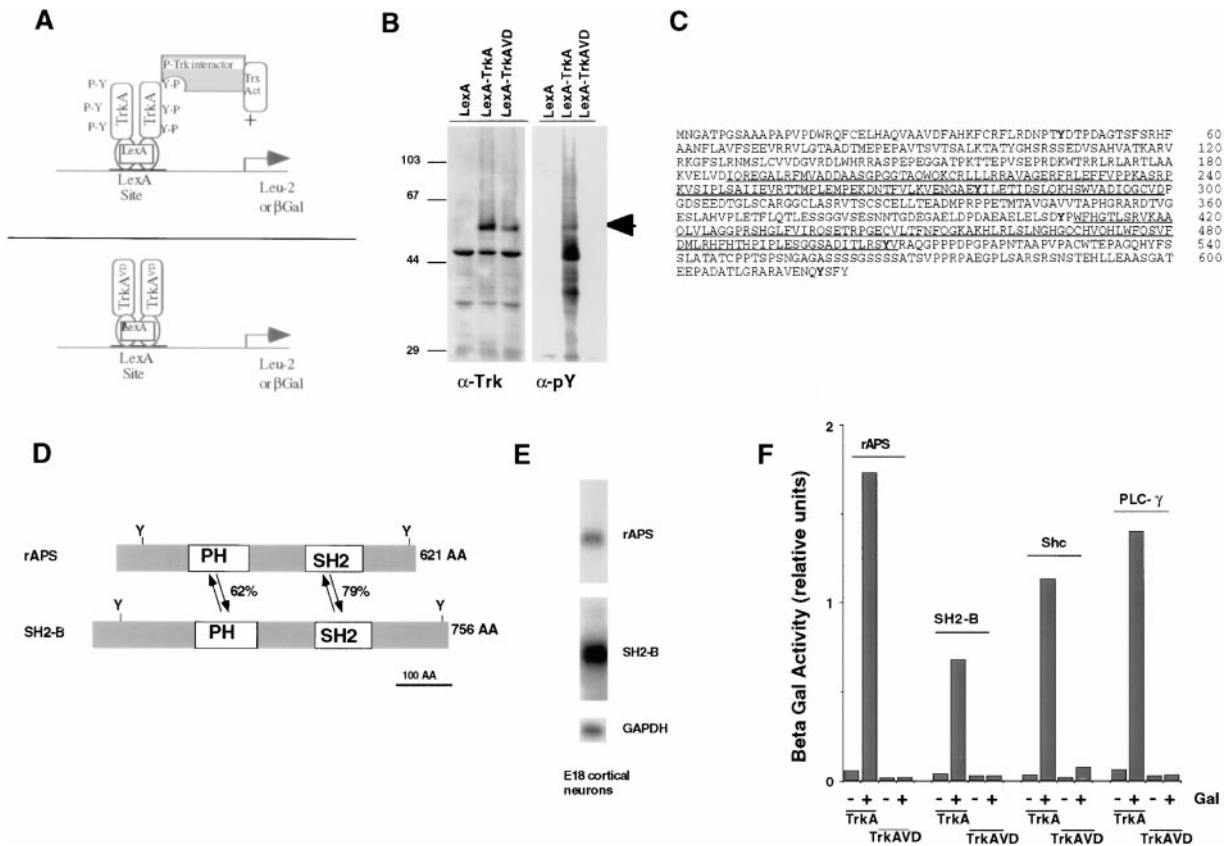 A
P-Trk interactor
Trx
Act
+
P-Y
P-Y
P-Y
Y-P
Y-P
Y-P
TrkA
TrkA
LexA
LexA
Site
Leu-2
or βGal
TrkA^VD
TrkA^VD
LexA
LexA
Site
Leu-2
or βGal
B
LexA
LexA-TrkA
LexA-TrkAVD
LexA
LexA-TrkA
LexA-TrkAVD
103
67
44
29
α-Trk
α-pY
C
MNGATPGSAAAPAPVPDWRQFCELHAQVAAVDFAHKFCRFLRDNPTYDTPDAGTSFSRHF 60
AANFLAVFSEEVRRVLGTAADTMEPEPAVTSVTSALKTATYGHSRSSEDVSAHVATKARV 120
RKGFSLRNMSLCVVDGVRDLWHRRASPEPEGGATPKTTEPVSEPRDKWTRRLRLARTLAA 180
KVELVDIQREGALRFMVADDAASGPGGTAQWQKCRLLLRRAVAGERFRLEFFVPPKASRP 240
KVSIPLSAIIEVRTTMPLEMPEKDNTFVLKVENGAEYILETIDSLQKHSWVADIQGCVDP 300
GDSEEDTGLSCARGGCLASRVTSCSCELLTEADMPRPPETMTAVGAVVTAPHGRARDTVG 360
ESLAHVPLETFLQTLESSGGVSESNNTGDEGAELDPDAEAELELSDYPWFHGTLSRVKAA 420
QLVLAGGPRSHGLFVIRQSETRPGECVLTFNFQGKAKHLRLSLNGHGQCHVQHLWFQSVF 480
DMLRHFHTHPIPLESGGSADITLRSYVRAQGPPPDPGPAPNTAAPVPACWTEPAGQHYFS 540
SLATATCPPTSPSNGAGASSSSGSSSSATSVPPRPAEGPLSARSRSNSTEHLLEAASGAT 600
EEPADATLGRARAVENQYSFY
D
Y
Y
rAPS
PH
SH2
621 AA
62%
79%
Y
Y
SH2-B
PH
SH2
756 AA
100 AA
E
rAPS
SH2-B
GAPDH
E18 cortical
neurons
F
Beta Gal Activity (relative units)
2
1
0
rAPS
SH2-B
Shc
PLC- γ
- + - + - + - + - + - + - + - + Gal
TrkA TrkA TrkA TrkA
TrkAVD TrkAVD TrkAVD TrkAVD